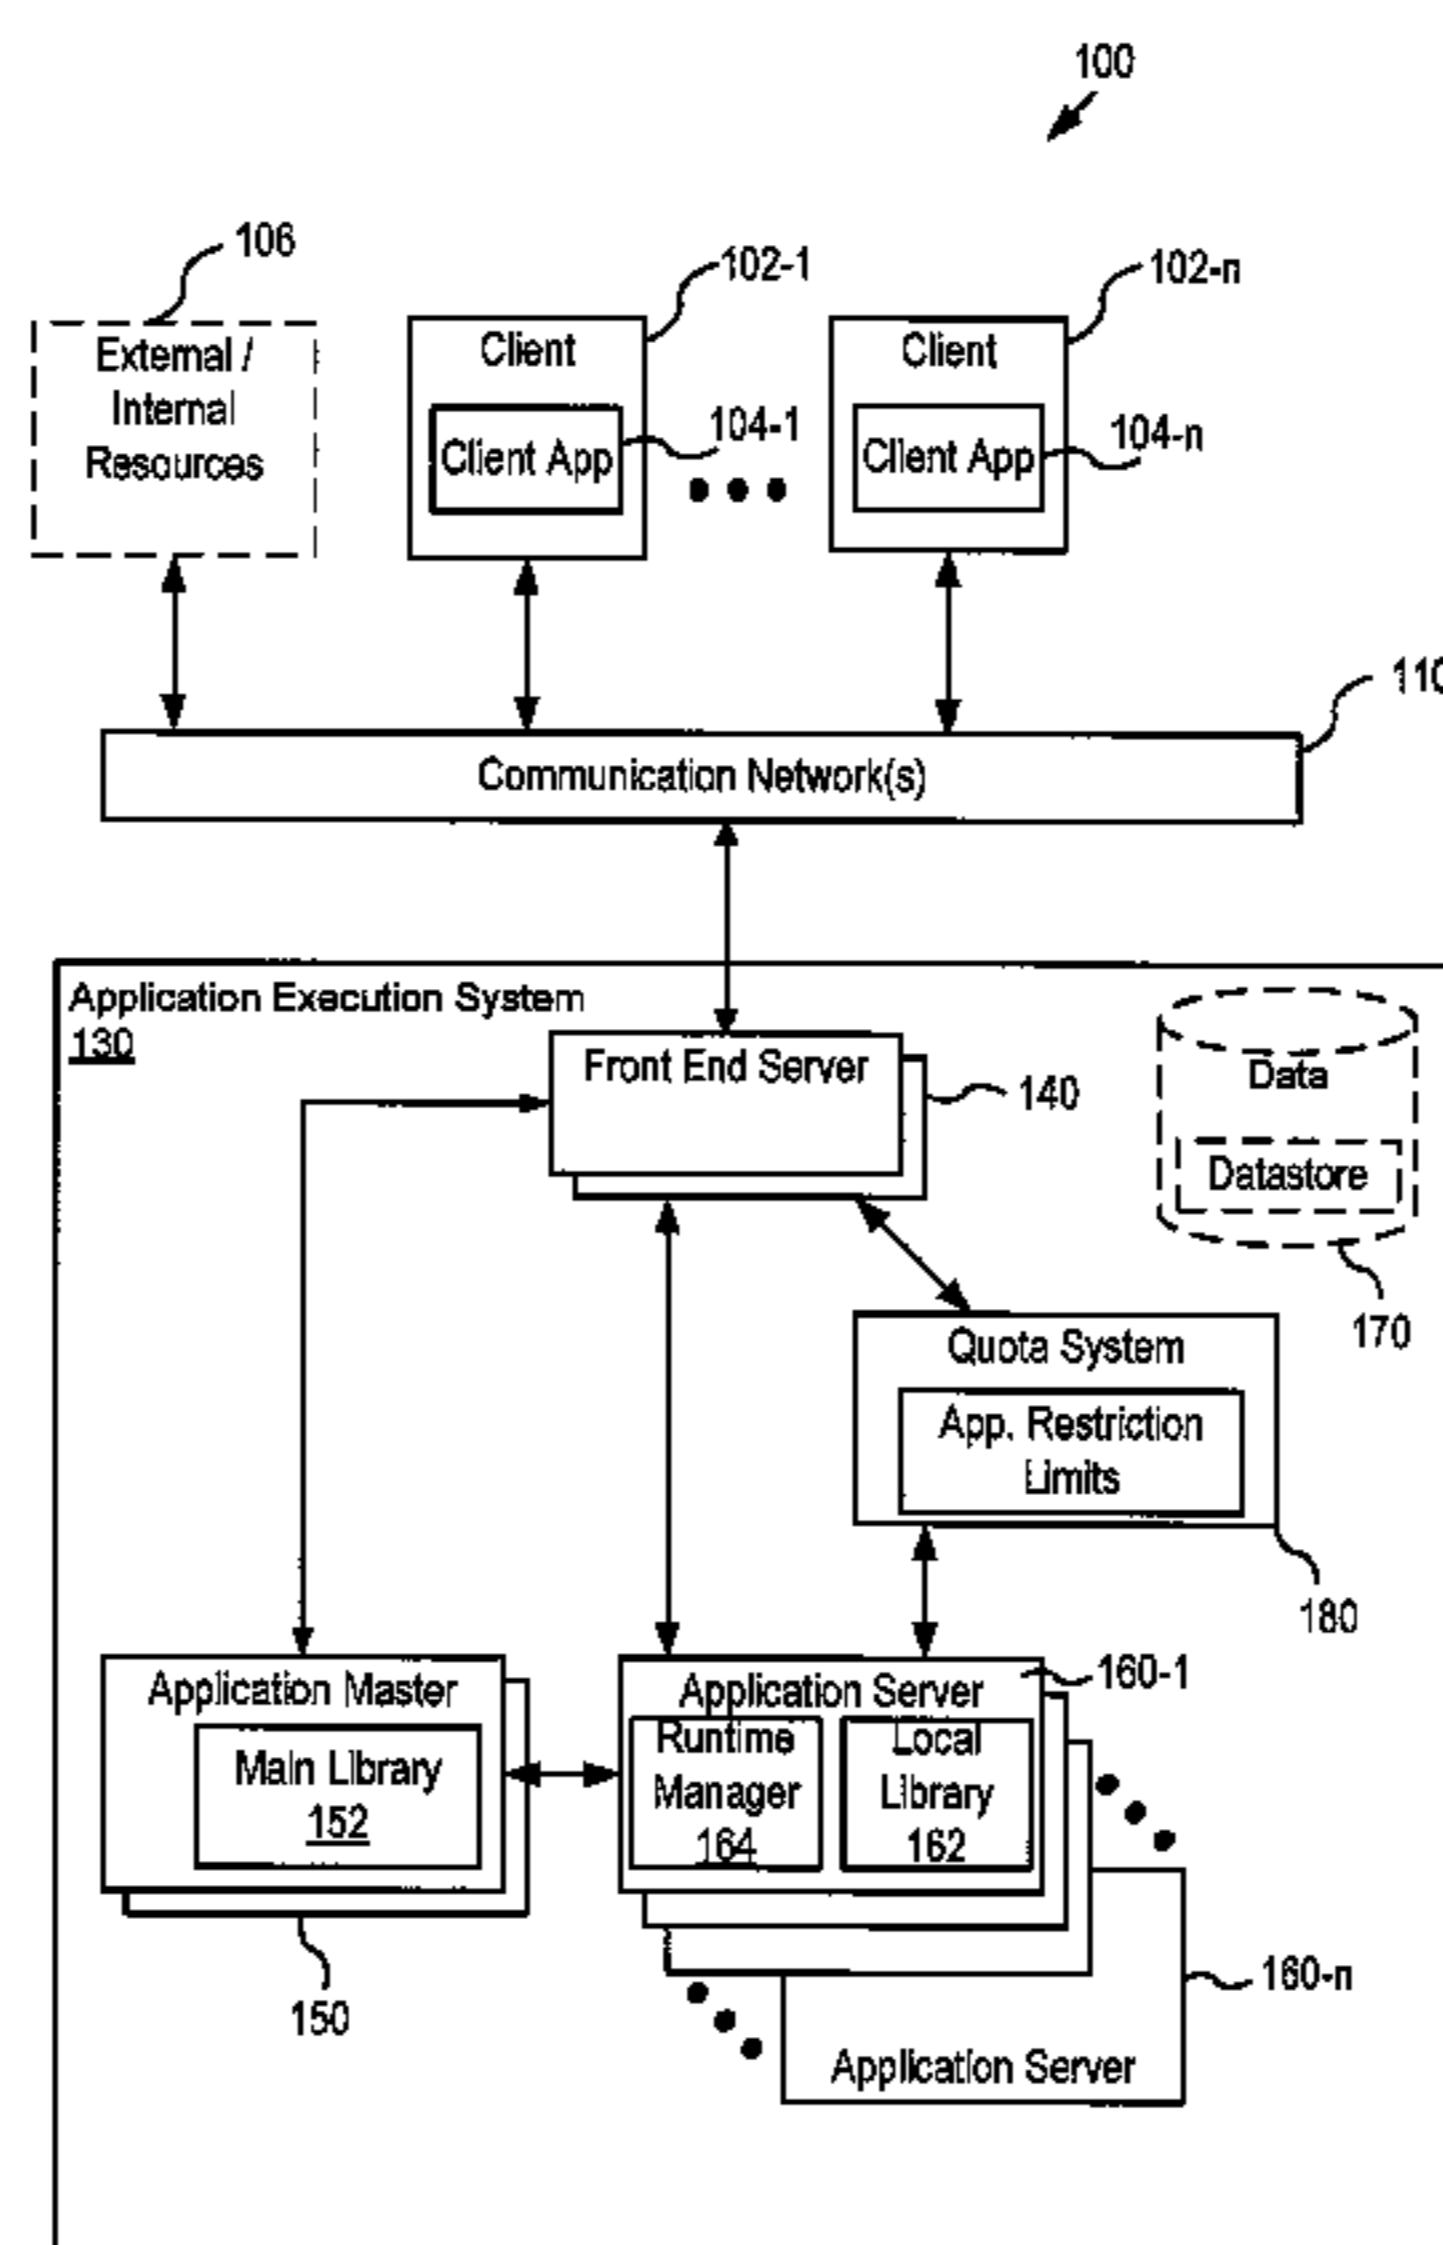 100
106
102-1
102-n
External /
Internal
Resources
Client
Client App
104-1
Client
Client App
104-n
110
Communication Network(s)
Application Execution System
130
Front End Server
140
Data
Datastore
170
Quota System
App. Restriction
Limits
180
Application Master
Main Library
152
150
160-1
Application Server
Runtime
Manager
164
Local
Library
162
160-n
Application Server